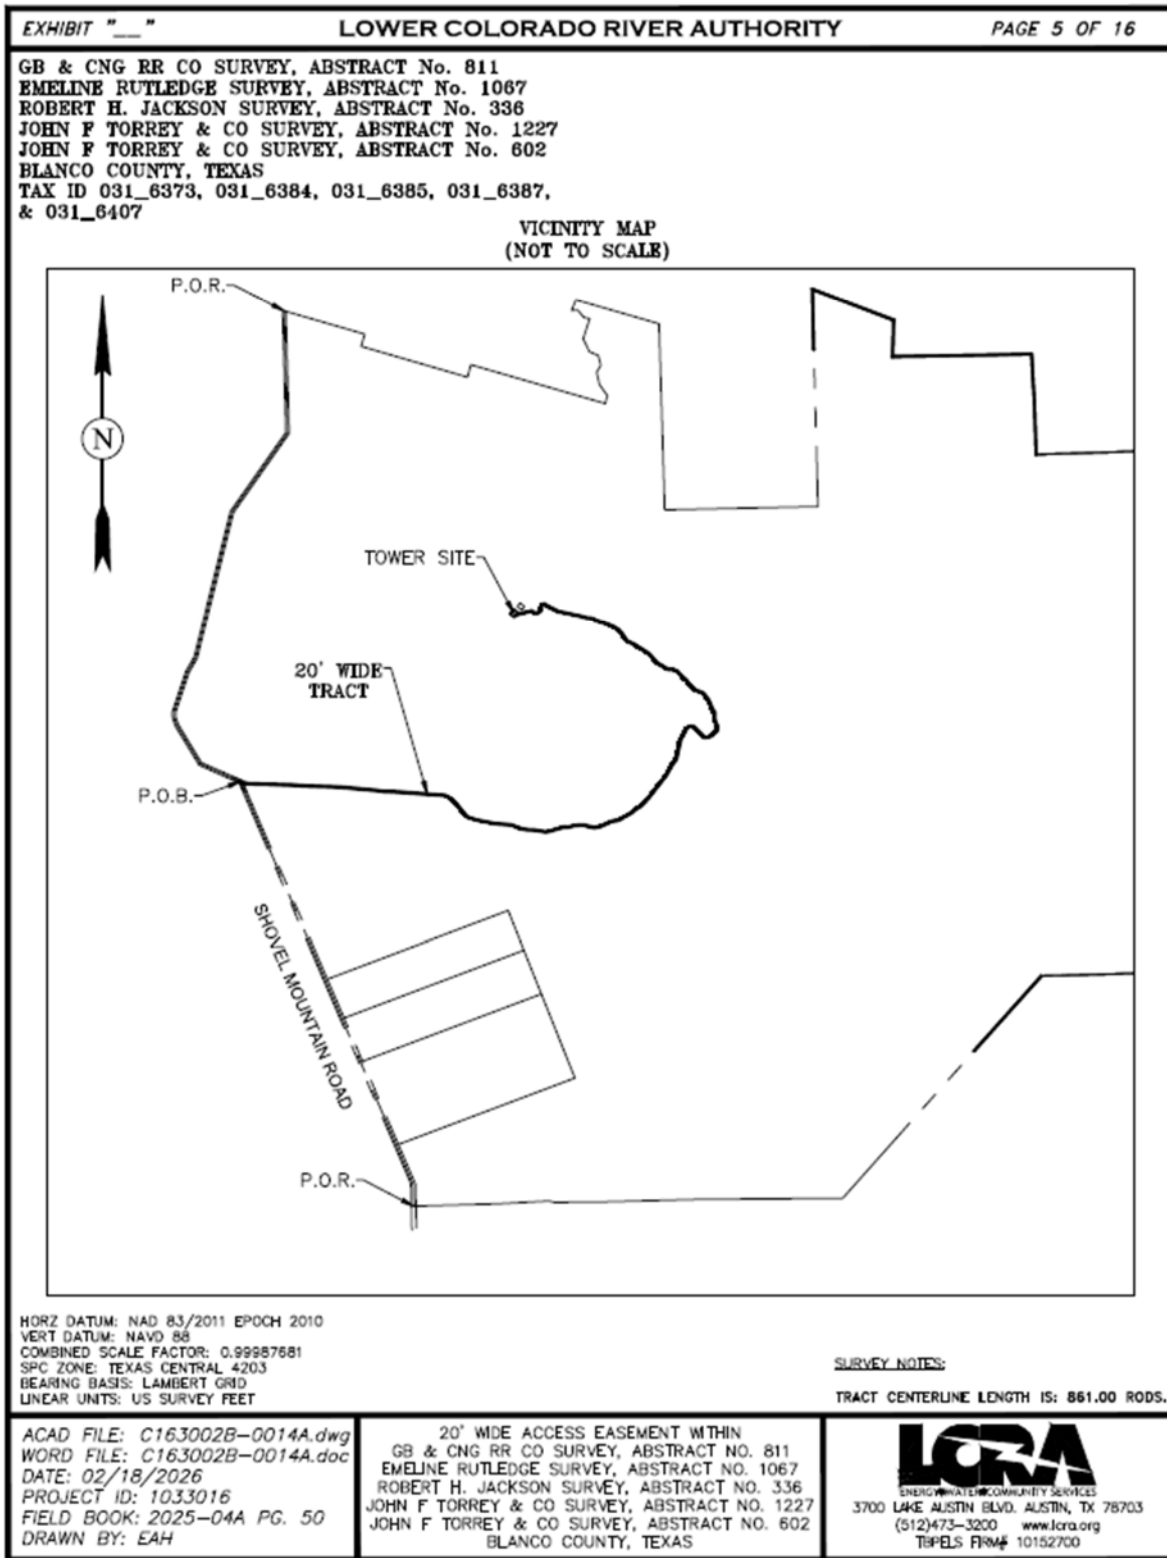 EXHIBIT "__"
LOWER COLORADO RIVER AUTHORITY
PAGE 5 OF 16
GB & CNG RR CO SURVEY, ABSTRACT No. 811
EMELINE RUTLEDGE SURVEY, ABSTRACT No. 1067
ROBERT H. JACKSON SURVEY, ABSTRACT No. 336
JOHN F TORREY & CO SURVEY, ABSTRACT No. 1227
JOHN F TORREY & CO SURVEY, ABSTRACT No. 602
BLANCO COUNTY, TEXAS
TAX ID 031_6373, 031_6384, 031_6385, 031_6387,
& 031_6407
VICINITY MAP
(NOT TO SCALE)
P.O.R.
N
TOWER SITE
20' WIDE
TRACT
P.O.B.
SHOVEL MOUNTAIN ROAD
P.O.R.
HORZ DATUM: NAD 83/2011 EPOCH 2010
VERT DATUM: NAVD 88
COMBINED SCALE FACTOR: 0.99987681
SPC ZONE: TEXAS CENTRAL 4203
BEARING BASIS: LAMBERT GRID
LINEAR UNITS: US SURVEY FEET
SURVEY NOTES:
TRACT CENTERLINE LENGTH IS: 861.00 RODS.
ACAD FILE: C163002B-0014A.dwg
WORD FILE: C163002B-0014A.doc
DATE: 02/18/2026
PROJECT ID: 1033016
FIELD BOOK: 2025-04A PG. 50
DRAWN BY: EAH
20' WIDE ACCESS EASEMENT WITHIN
GB & CNG RR CO SURVEY, ABSTRACT NO. 811
EMELINE RUTLEDGE SURVEY, ABSTRACT NO. 1067
ROBERT H. JACKSON SURVEY, ABSTRACT NO. 336
JOHN F TORREY & CO SURVEY, ABSTRACT NO. 1227
JOHN F TORREY & CO SURVEY, ABSTRACT NO. 602
BLANCO COUNTY, TEXAS
LCRA
ENERGY•WATER•COMMUNITY SERVICES
3700 LAKE AUSTIN BLVD. AUSTIN, TX 78703
(512)473-3200 www.lcra.org
TBPELS FIRM# 10152700